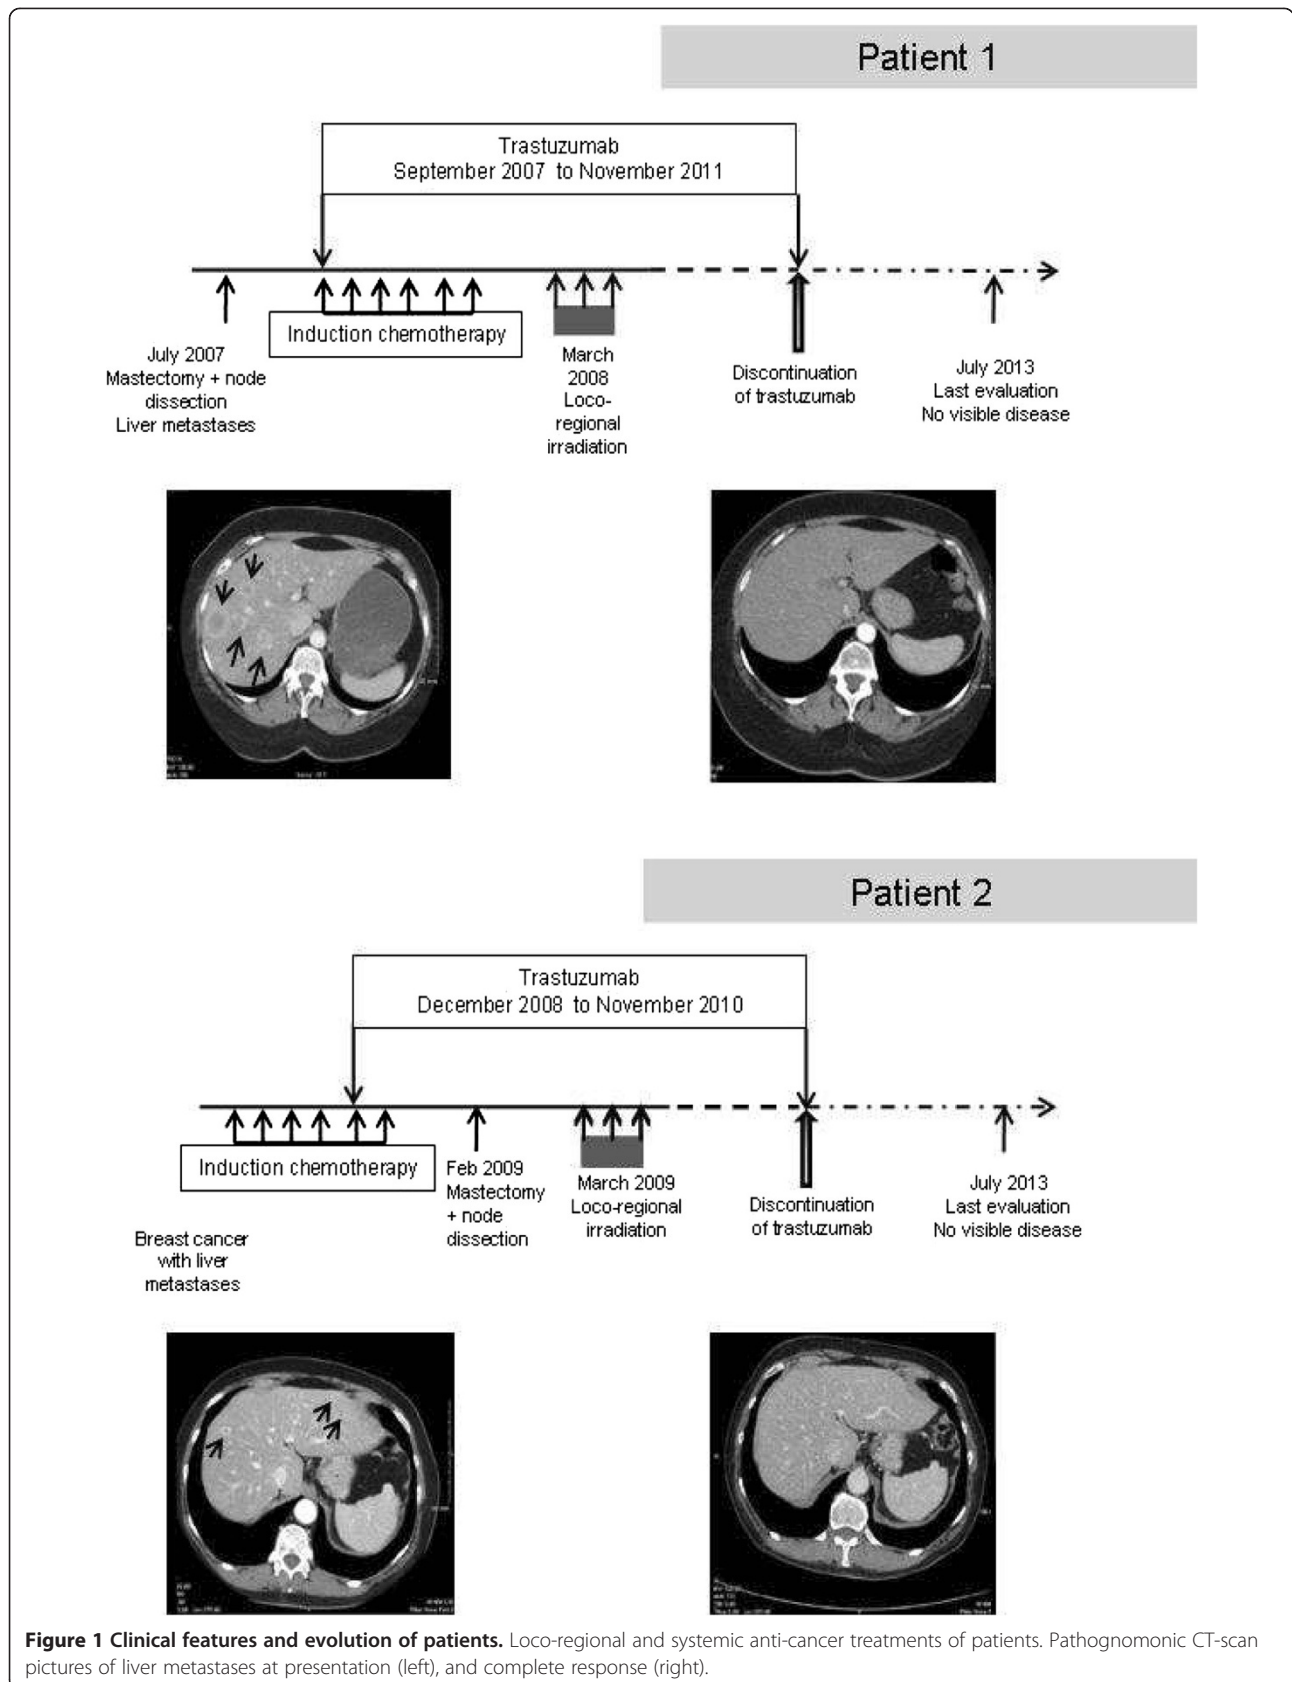 Patient 1
Trastuzumab
September 2007 to November 2011
Induction chemotherapy
July 2007
Mastectomy + node
dissection
Liver metastases
March
2008
Loco-
regional
irradiation
Discontinuation
of trastuzumab
July 2013
Last evaluation
No visible disease
Patient 2
Trastuzumab
December 2008 to November 2010
Induction chemotherapy
Breast cancer
with liver
metastases
Feb 2009
Mastectomy
+ node
dissection
March 2009
Loco-regional
irradiation
Discontinuation
of trastuzumab
July 2013
Last evaluation
No visible disease
Figure 1 Clinical features and evolution of patients. Loco-regional and systemic anti-cancer treatments of patients. Pathognomonic CT-scan
pictures of liver metastases at presentation (left), and complete response (right).